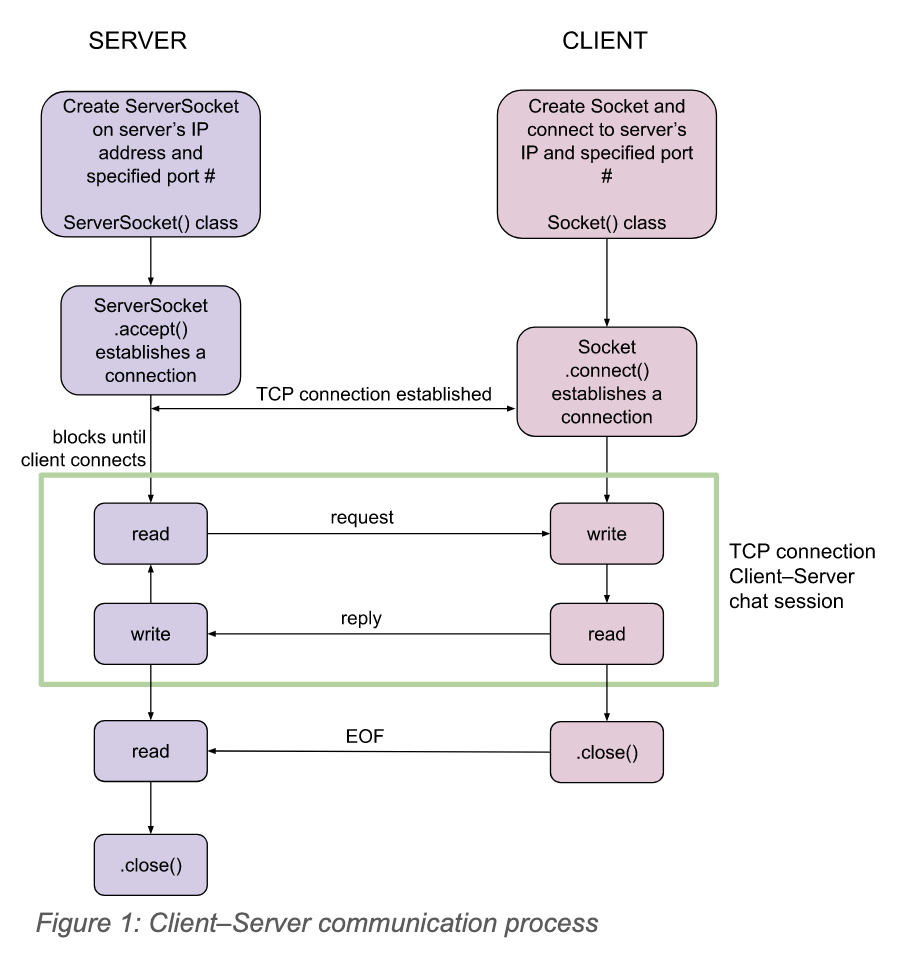 SERVER
CLIENT
Create ServerSocket
on server's IP
address and
specified port #
ServerSocket() class
Create Socket and
connect to server's
IP and specified port
#
Socket() class
ServerSocket
.accept()
establishes a
connection
Socket
.connect()
establishes a
connection
TCP connection established
blocks until
client connects
read
request
write
write
reply
read
TCP connection
Client–Server
chat session
read
EOF
.close()
.close()
Figure 1: Client–Server communication process